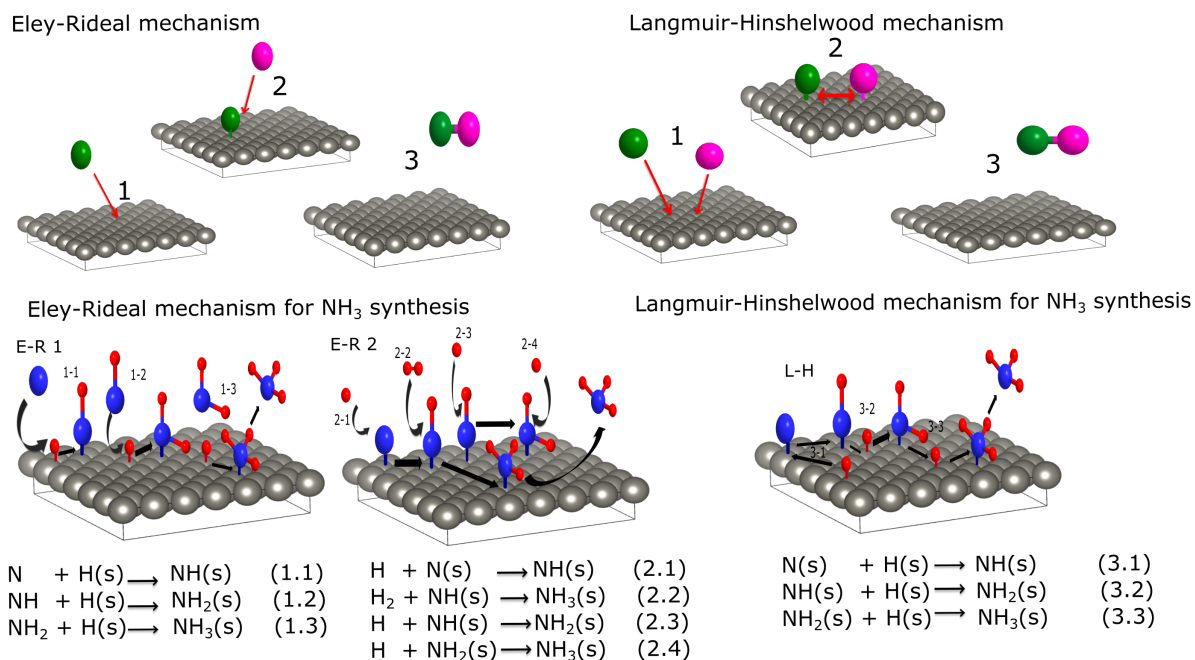 Eley-Rideal mechanism
2
1
3
Langmuir-Hinshelwood mechanism
2
1
3
Eley-Rideal mechanism for NH₃ synthesis
E-R 1
1-1
1-2
1-3
E-R 2
2-1
2-2
2-3
2-4
N + H(s) ⟶ NH(s) (1.1)
NH + H(s) ⟶ NH₂(s) (1.2)
NH₂ + H(s) ⟶ NH₃(s) (1.3)
H + N(s) ⟶ NH(s) (2.1)
H₂ + NH(s) ⟶ NH₃(s) (2.2)
H + NH(s) ⟶ NH₂(s) (2.3)
H + NH₂(s) ⟶ NH₃(s) (2.4)
Langmuir-Hinshelwood mechanism for NH₃ synthesis
L-H
3-1
3-2
3-3
N(s) + H(s) ⟶ NH(s) (3.1)
NH(s) + H(s) ⟶ NH₂(s) (3.2)
NH₂(s) + H(s) ⟶ NH₃(s) (3.3)